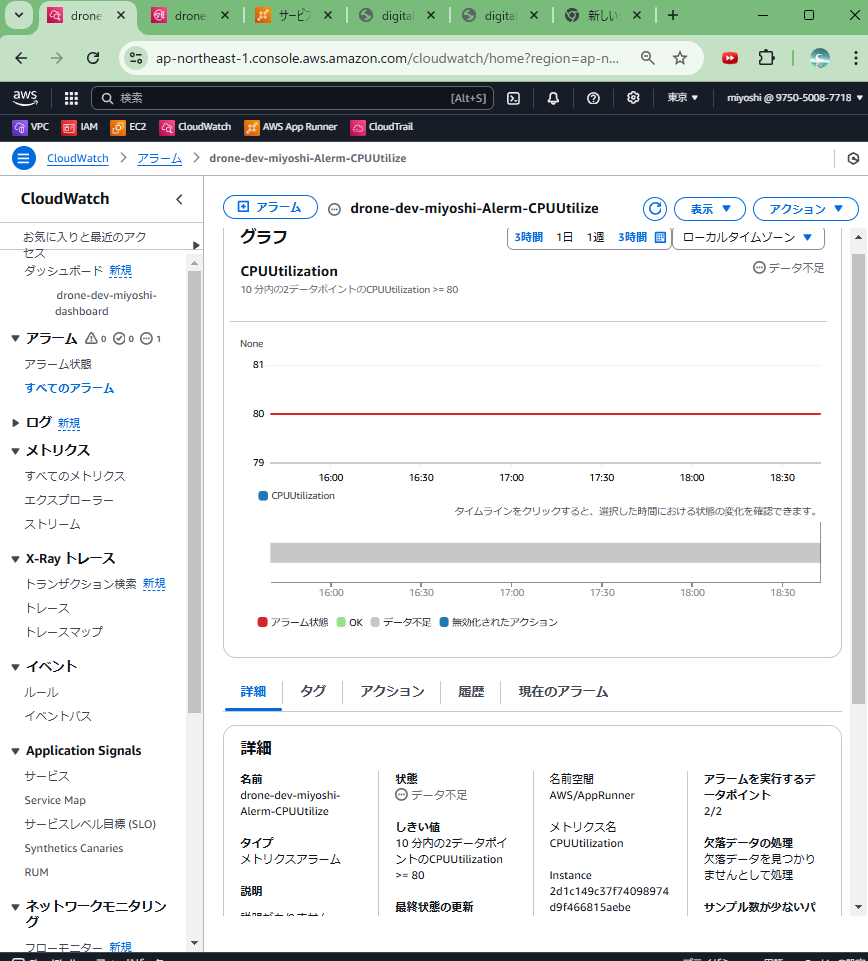 drone-
drone
サービ
digital
digital
新しい
ap-northeast-1.console.aws.amazon.com/cloudwatch/home?region=ap-n...
aws
検索
[Alt+S]
東京
miyoshi @ 9750-5008-7718
VPC
IAM
EC2
CloudWatch
AWS App Runner
CloudTrail
CloudWatch
アラーム
drone-dev-miyoshi-Alerm-CPUUtilize
CloudWatch
お気に入りと最近のアク
セス
ダッシュボード 新規
drone-dev-miyoshi-
dashboard
アラーム 0 0 1
アラーム状態
すべてのアラーム
ログ 新規
メトリクス
すべてのメトリクス
エクスプローラー
ストリーム
X-Ray トレース
トランザクション検索 新規
トレース
トレースマップ
イベント
ルール
イベントバス
Application Signals
サービス
Service Map
サービスレベル目標 (SLO)
Synthetics Canaries
RUM
ネットワークモニタリン
グ
フローモニター 新規
アラーム
drone-dev-miyoshi-Alerm-CPUUtilize
表示
アクション
グラフ
3時間 1日 1週 3時間
ローカルタイムゾーン
CPUUtilization
データ不足
10 分内の2データポイントのCPUUtilization >= 80
None
81
80
79
16:00 16:30 17:00 17:30 18:00 18:30
CPUUtilization
タイムラインをクリックすると、選択した時間における状態の変化を確認できます。
16:00 16:30 17:00 17:30 18:00 18:30
アラーム状態 OK データ不足 無効化されたアクション
詳細 タグ アクション 履歴 現在のアラーム
詳細
名前
drone-dev-miyoshi-
Alerm-CPUUtilize
タイプ
メトリクスアラーム
説明
説明がありません
状態
データ不足
しきい値
10 分内の2データポイ
ントのCPUUtilization
>= 80
最終状態の更新
名前空間
AWS/AppRunner
メトリクス名
CPUUtilization
Instance
2d1c149c37f74098974
d9f466815aebe
アラームを実行するデ
ータポイント
2/2
欠落データの処理
欠落データを見つかり
ませんとして処理
サンプル数が少ないパ